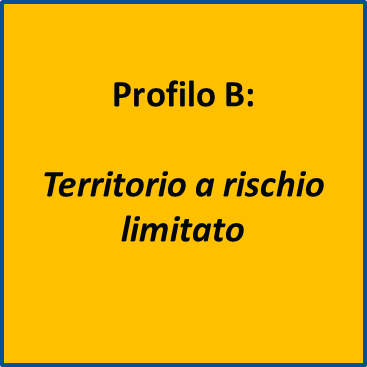 Profilo B:
Territorio a rischio
limitato